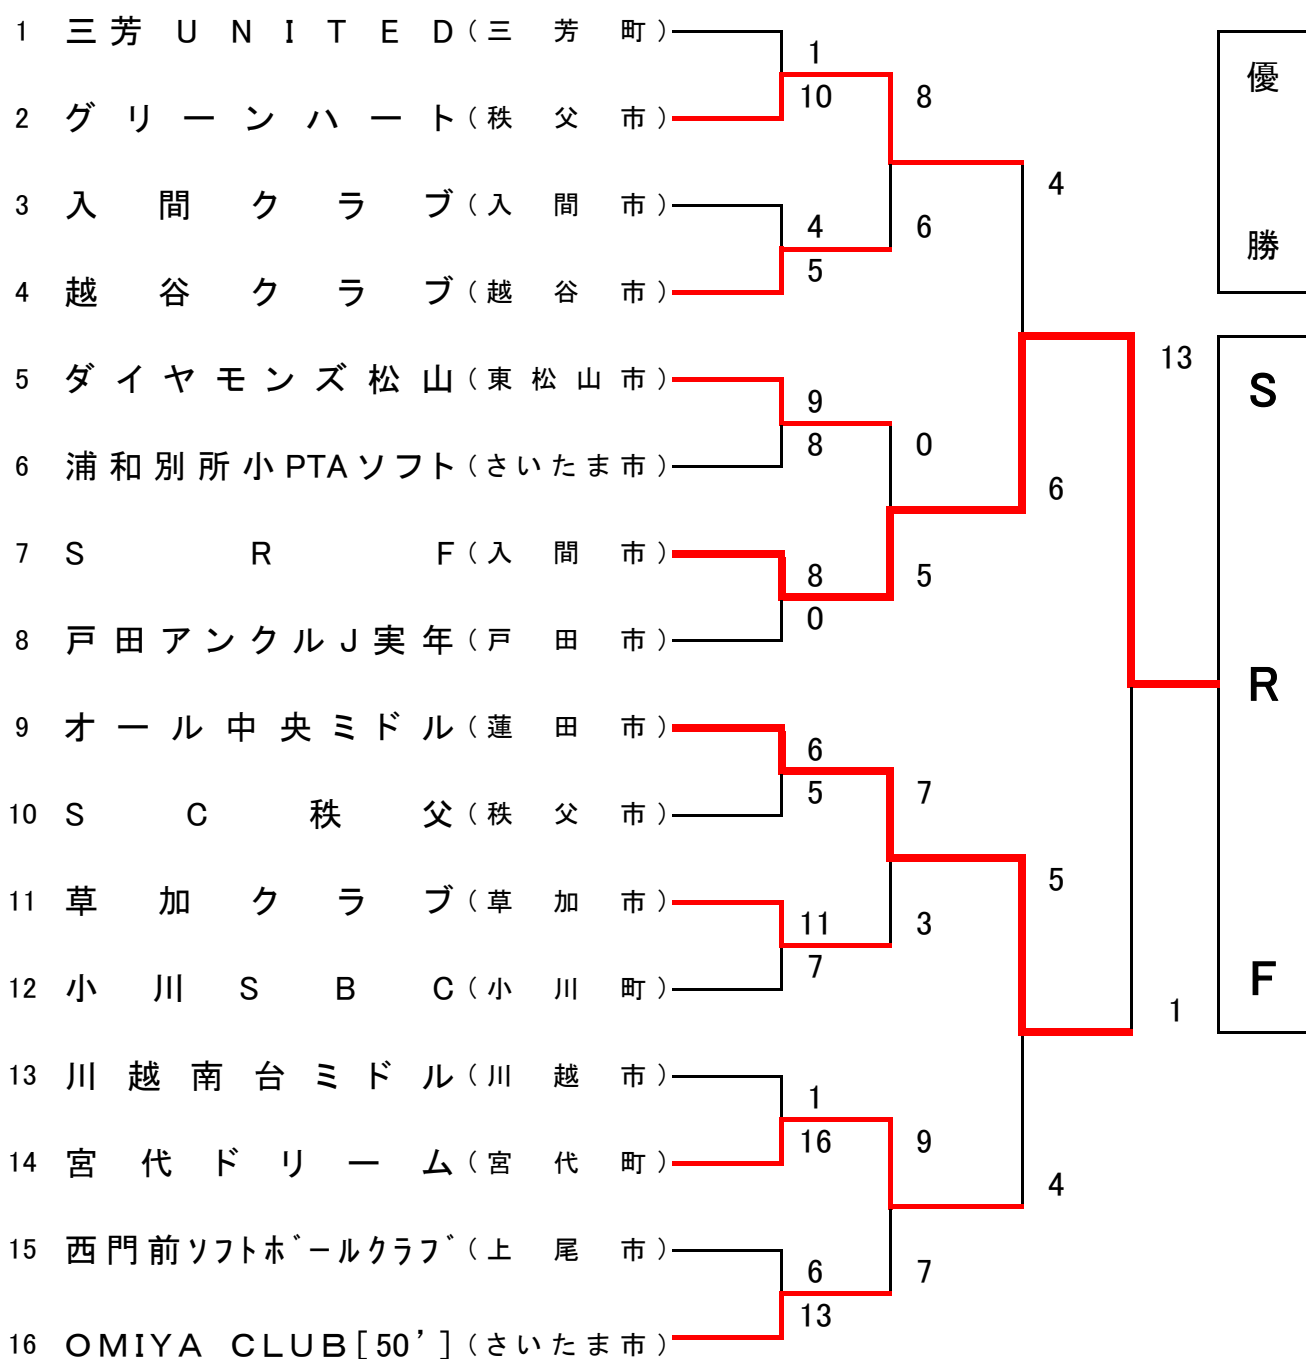 1 三芳UNITED(三芳町)
1
10
2 グリーンハート(秩父市)
8
6
3 入間クラブ(入間市)
4
5
4 越谷クラブ(越谷市)
4
6
5 ダイヤモンズ松山(東松山市)
9
8
6 浦和別所小PTAソフト(さいたま市)
0
5
7 SRF(入間市)
8
0
8 戸田アンクルJ実年(戸田市)
13
1
9 オール中央ミドル(蓮田市)
6
5
10 SC秩父(秩父市)
7
3
11 草加クラブ(草加市)
11
7
12 小川SBC(小川町)
5
4
13 川越南台ミドル(川越市)
1
16
14 宮代ドリーム(宮代町)
9
7
15 西門前ソフトボールクラブ(上尾市)
6
13
16 OMIYA CLUB[50’](さいたま市)
優勝
SRF